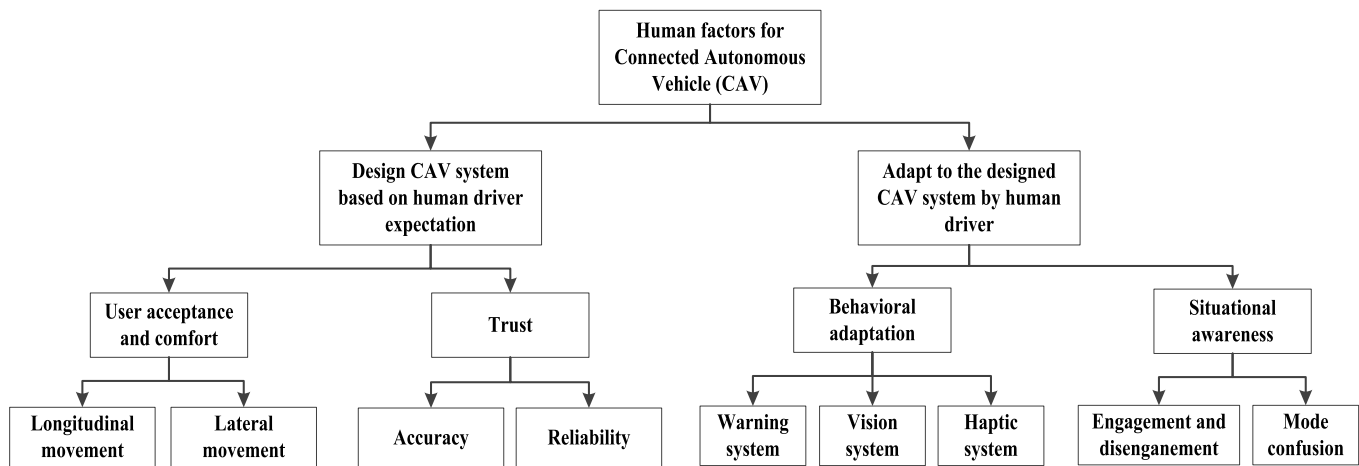 Human factors for
Connected Autonomous
Vehicle (CAV)
Design CAV system
based on human driver
expectation
Adapt to the designed
CAV system by human
driver
User acceptance
and comfort
Trust
Behavioral
adaptation
Situational
awareness
Longitudinal
movement
Lateral
movement
Accuracy
Reliability
Warning
system
Vision
system
Haptic
system
Engagement and
disenganement
Mode
confusion